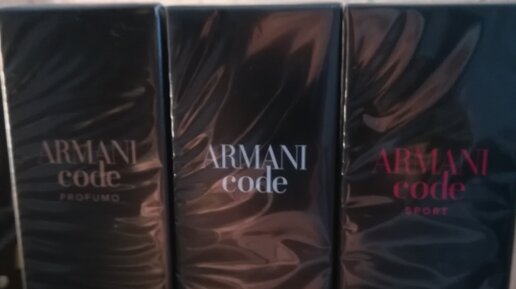 ARMANI
code
PROFUMO
ARMANI
code
ARMANI
code
SPORT